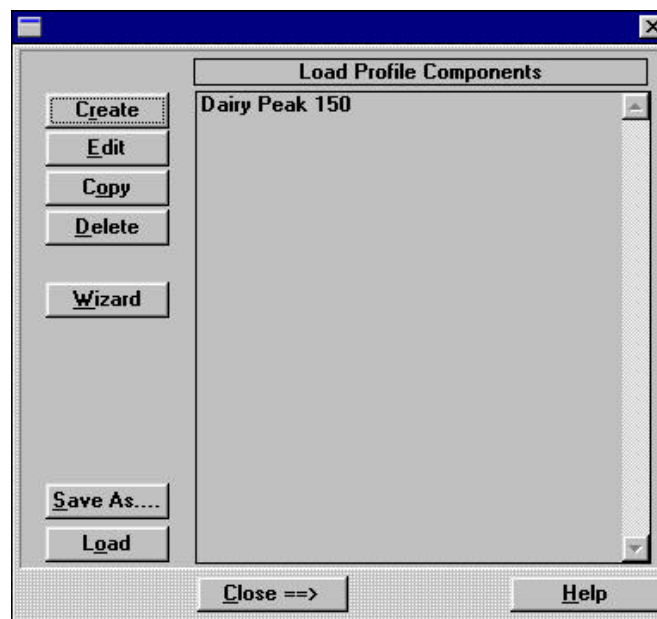 Load Profile Components
Create
Edit
Copy
Delete
Wizard
Save As....
Load
Dairy Peak 150
Close ==>
Help